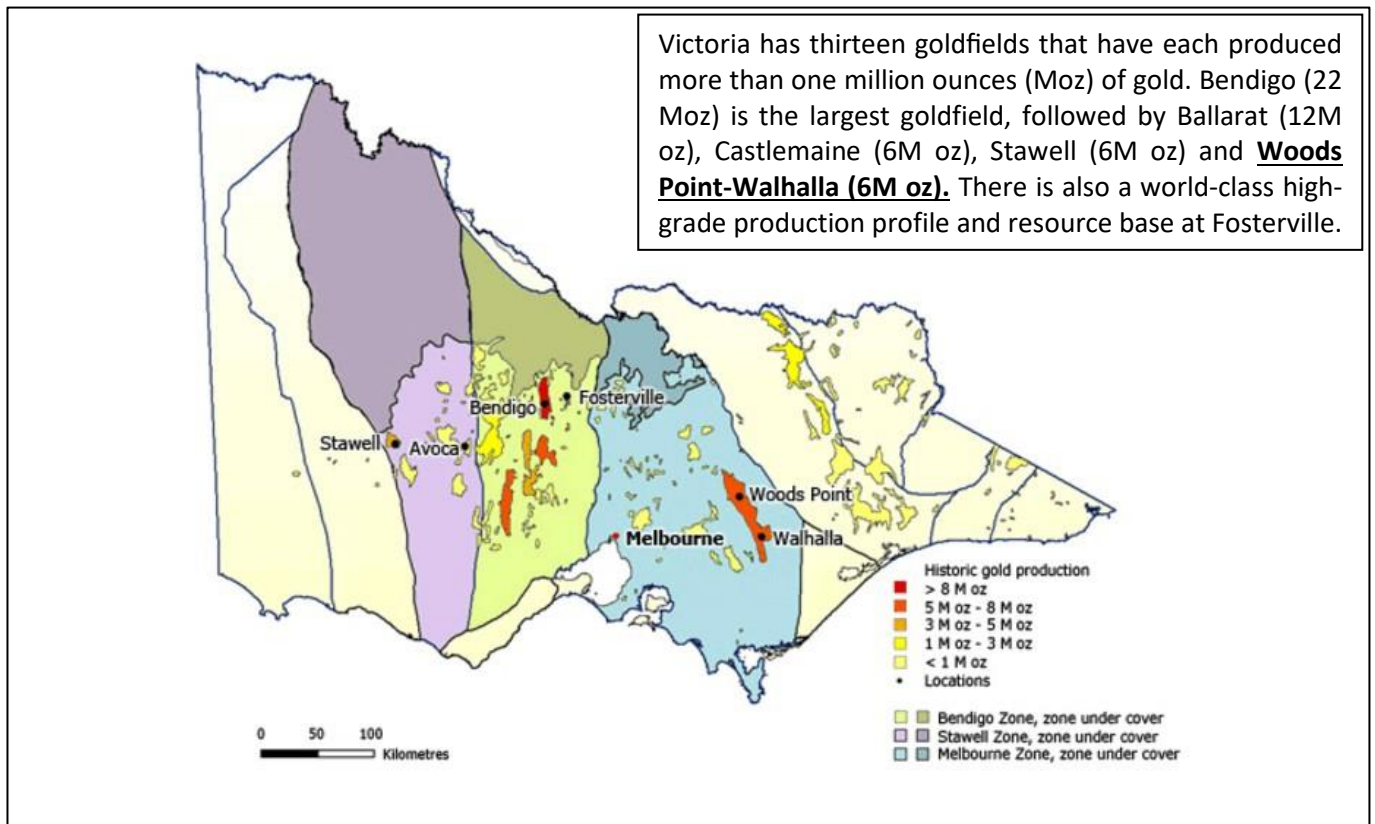 Victoria has thirteen goldfields that have each produced
more than one million ounces (Moz) of gold. Bendigo (22
Moz) is the largest goldfield, followed by Ballarat (12M
oz), Castlemaine (6M oz), Stawell (6M oz) and Woods
Point-Walhalla (6M oz). There is also a world-class high-
grade production profile and resource base at Fosterville.
Bendigo
Fosterville
Stawell
Avoca
Woods Point
Melbourne
Walhalla
Historic gold production
> 8 M oz
5 M oz - 8 M oz
3 M oz - 5 M oz
1 M oz - 3 M oz
< 1 M oz
Locations
Bendigo Zone, zone under cover
Stawell Zone, zone under cover
Melbourne Zone, zone under cover
0 50 100
Kilometres